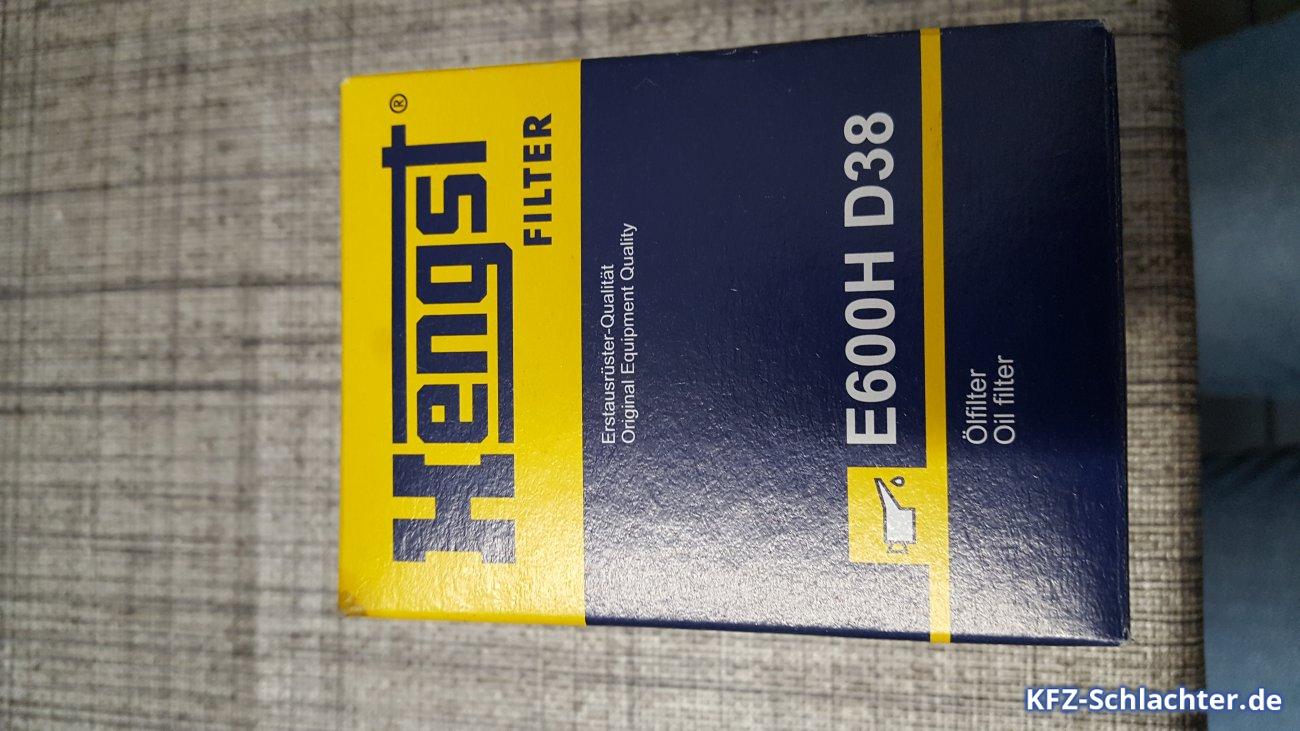 Hengst®
FILTER
Erstausrüster-Qualität
Original Equipment Quality
E600H D38
Ölfilter
Oil filter
KFZ-Schlachter.de